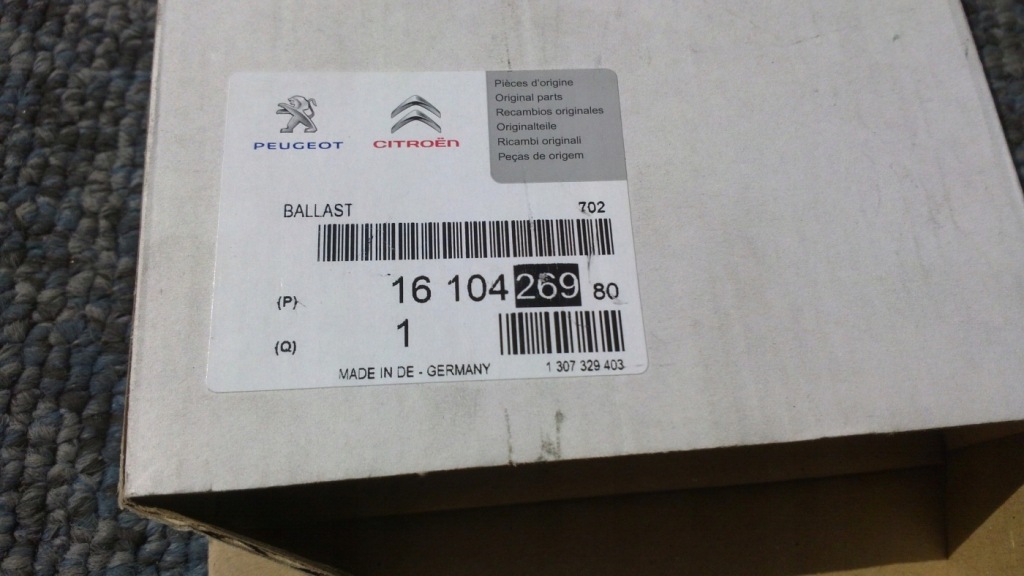 PEUGEOT
CITROËN
Pièces d'origine
Original parts
Recambios originales
Originalteile
Ricambi originali
Peças de origem
BALLAST 702
(P) 16 104 269 80
(Q) 1
MADE IN DE - GERMANY 1 307 329 403